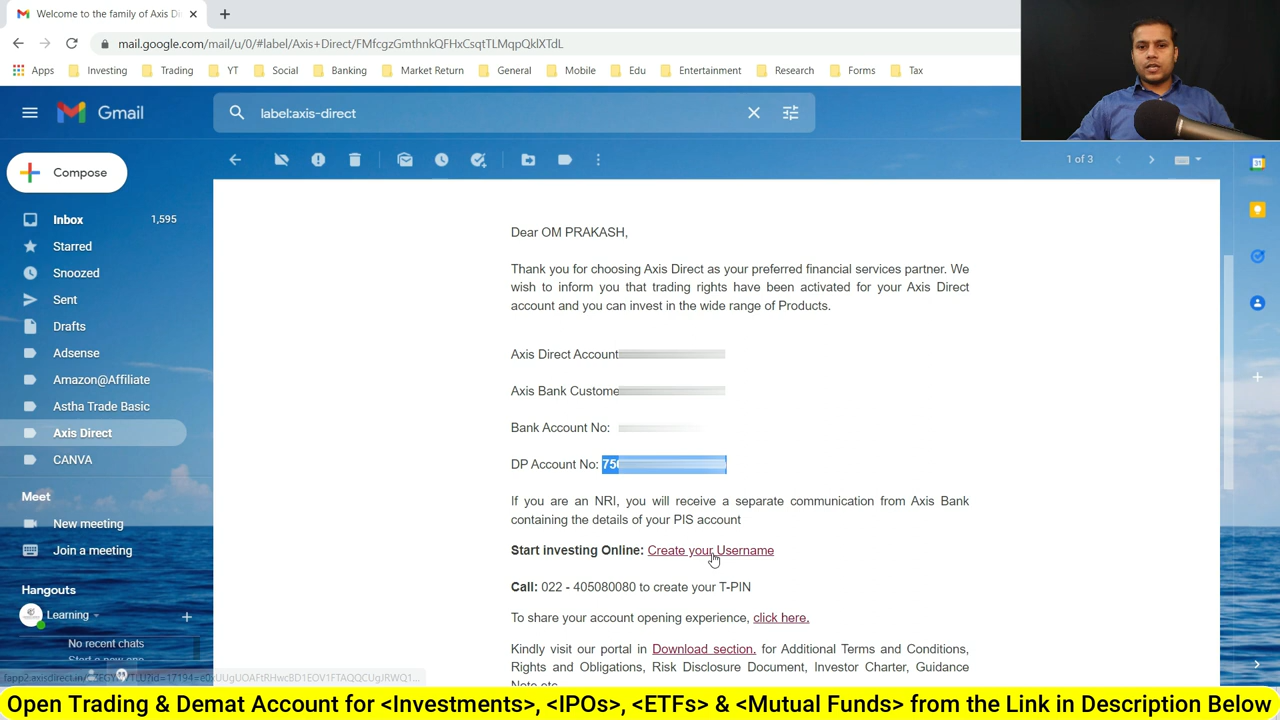 Welcome to the family of Axis Di
mail.google.com/mail/u/0/#label/Axis+Direct/FMfcgzGmthnkQFHxCsqtTLMqpQklXTdL
Apps Investing Trading YT Social Banking Market Return General Mobile Edu Entertainment Research Forms Tax
Gmail
label:axis-direct
1 of 3
Compose
Inbox 1,595
Starred
Snoozed
Sent
Drafts
Adsense
Amazon@Affiliate
Astha Trade Basic
Axis Direct
CANVA
Meet
New meeting
Join a meeting
Hangouts
Learning
No recent chats
Start a new one
Dear OM PRAKASH,
Thank you for choosing Axis Direct as your preferred financial services partner. We
wish to inform you that trading rights have been activated for your Axis Direct
account and you can invest in the wide range of Products.
Axis Direct Account
Axis Bank Custome
Bank Account No:
DP Account No: 75
If you are an NRI, you will receive a separate communication from Axis Bank
containing the details of your PIS account
Start investing Online: Create your Username
Call: 022 - 405080080 to create your T-PIN
To share your account opening experience, click here.
Kindly visit our portal in Download section. for Additional Terms and Conditions,
Rights and Obligations, Risk Disclosure Document, Investor Charter, Guidance
Note etc
31
Open Trading & Demat Account for <Investments>, <IPOs>, <ETFs> & <Mutual Funds> from the Link in Description Below